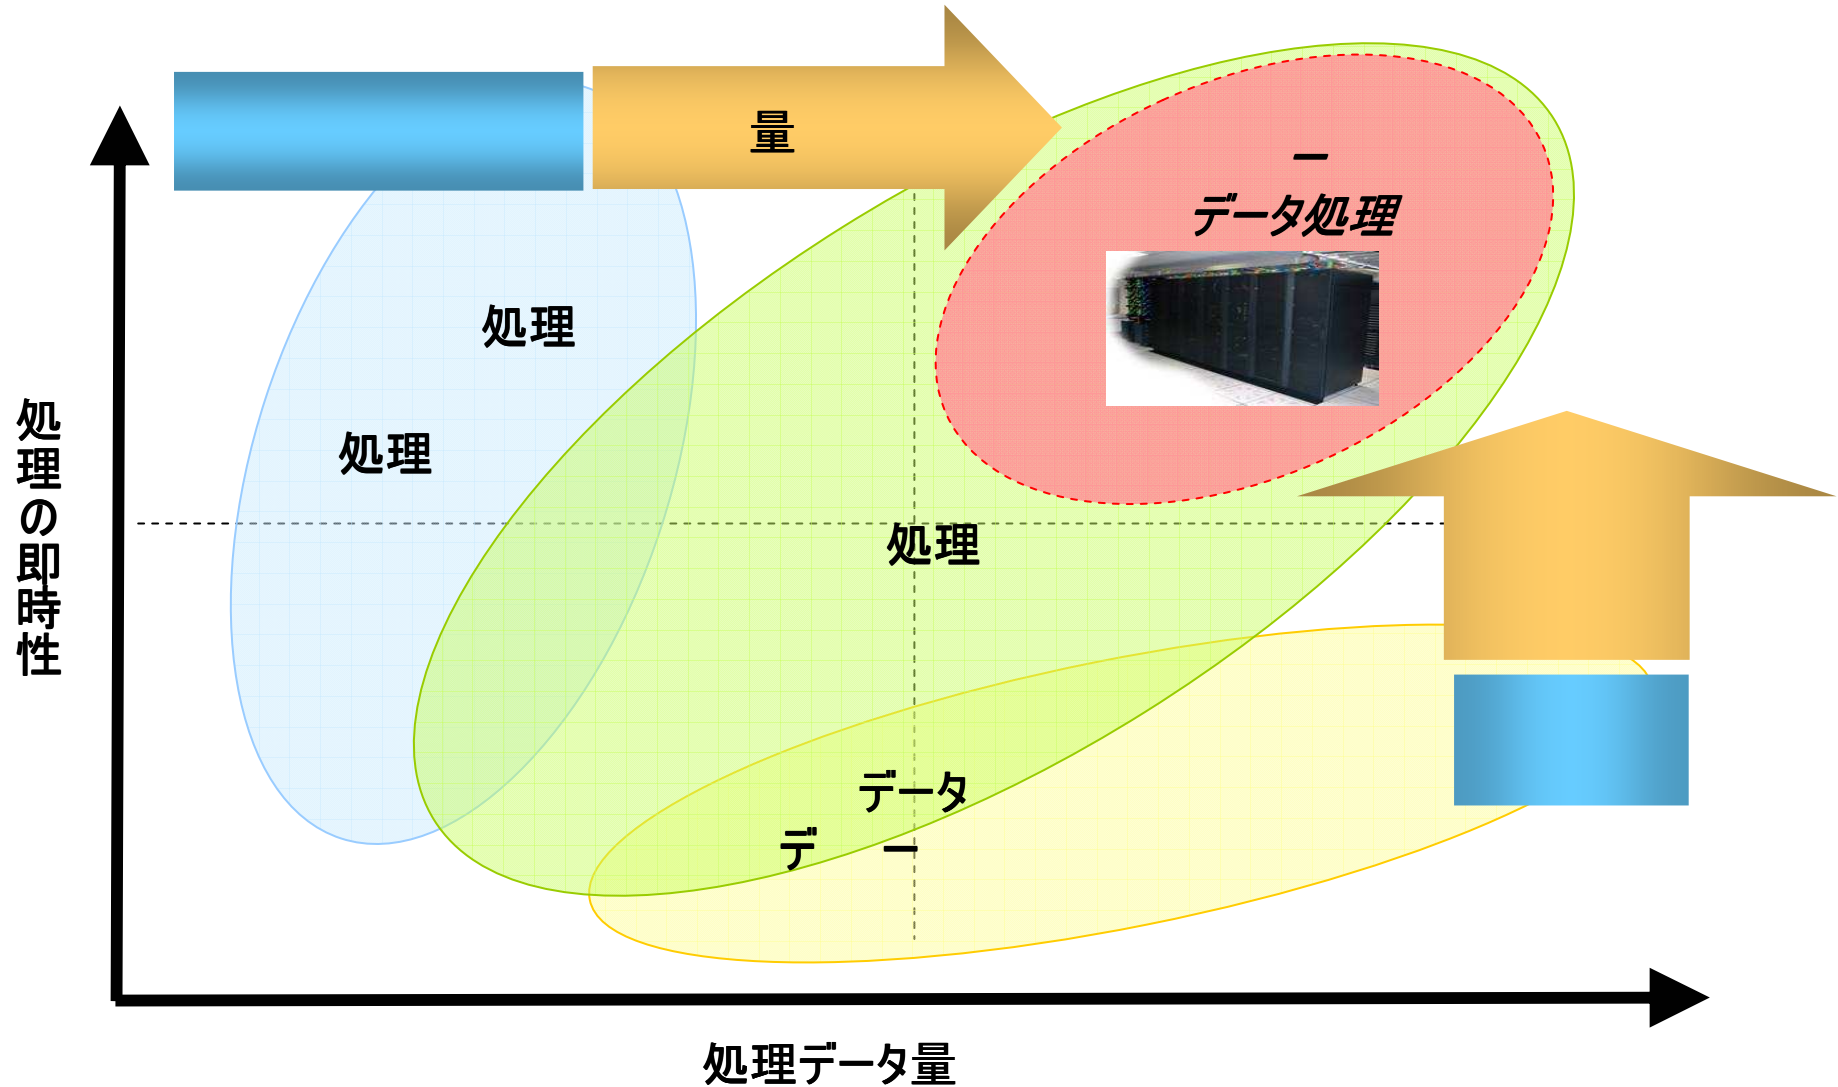 量
ー
データ処理
処理
処理
処理
データ
デ ー
処理の即時性
処理データ量